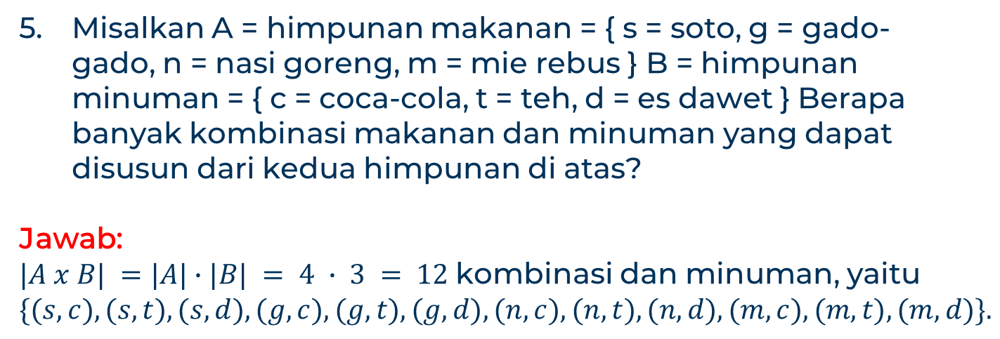 5. Misalkan A = himpunan makanan = { s = soto, g = gado-
gado, n = nasi goreng, m = mie rebus } B = himpunan
minuman = { c = coca-cola, t = teh, d = es dawet } Berapa
banyak kombinasi makanan dan minuman yang dapat
disusun dari kedua himpunan di atas?
Jawab:
|A x B| = |A| · |B| = 4 · 3 = 12 kombinasi dan minuman, yaitu
{(s, c), (s, t), (s, d), (g, c), (g, t), (g, d), (n, c), (n, t), (n, d), (m, c), (m, t), (m, d)}.